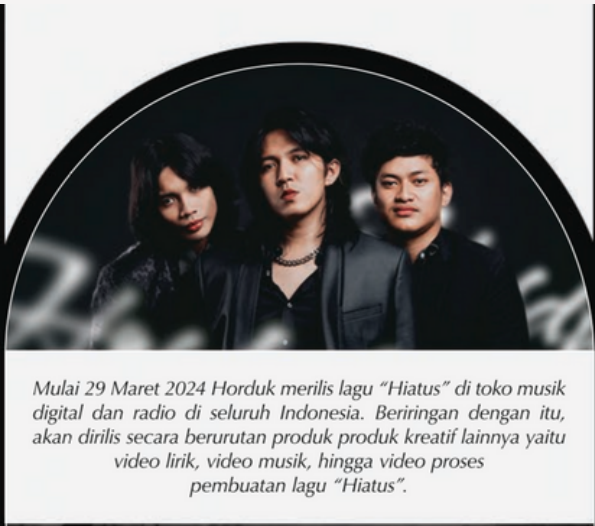 Mulai 29 Maret 2024 Horduk merilis lagu “Hiatus” di toko musik
digital dan radio di seluruh Indonesia. Beriringan dengan itu,
akan dirilis secara berurutan produk produk kreatif lainnya yaitu
video lirik, video musik, hingga video proses
pembuatan lagu “Hiatus”.